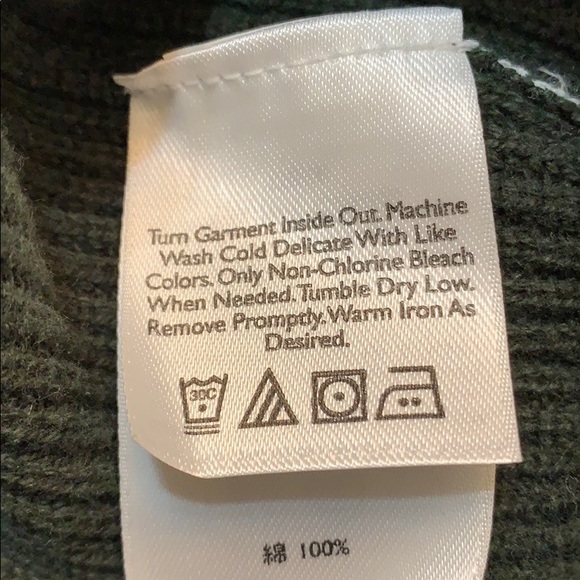 Turn Garment Inside Out. Machine
Wash Cold Delicate With Like
Colors. Only Non-Chlorine Bleach
When Needed. Tumble Dry Low.
Remove Promptly. Warm Iron As
Desired.
30C
綿 100%